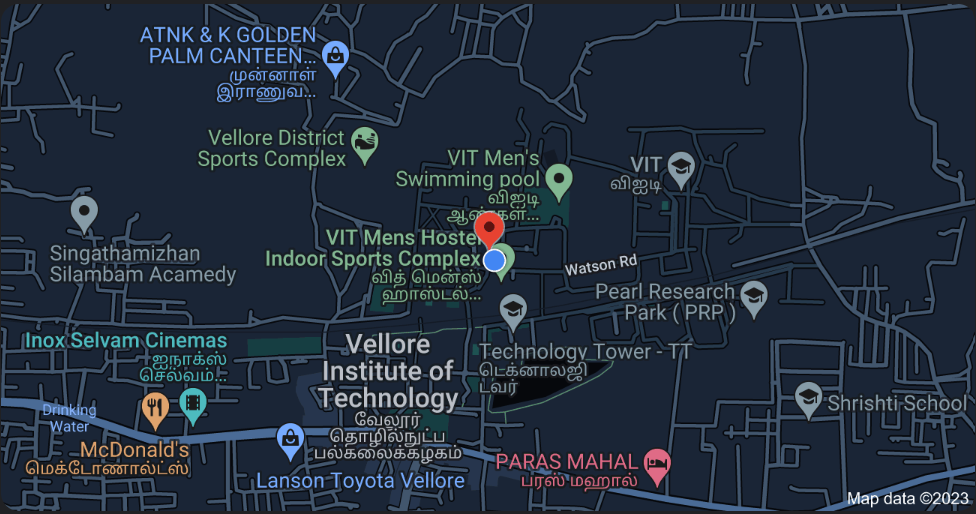 ATNK & K GOLDEN
PALM CANTEEN...
முன்னாள்
இராணுவ...
Vellore District
Sports Complex
VIT Men's
Swimming pool
விஐடி
ஆண்கள்...
VIT
விஐடி
Singathamizhan
Silambam Acamedy
VIT Mens Hostel
Indoor Sports Complex
வித் மென்ஸ்
ஹாஸ்டல்...
Watson Rd
Pearl Research
Park ( PRP )
Inox Selvam Cinemas
ஐநாக்ஸ்
செல்வம்...
Vellore
Institute of
Technology
வேலூர்
தொழில்நுட்ப
பல்கலைக்கழகம்
Technology Tower - TT
டெக்னாலஜி
டவர்
Drinking
Water
McDonald's
மெக்டோணால்ட்ஸ்
Shrishti School
Lanson Toyota Vellore
PARAS MAHAL
பரஸ் மஹால்
Map data ©2023